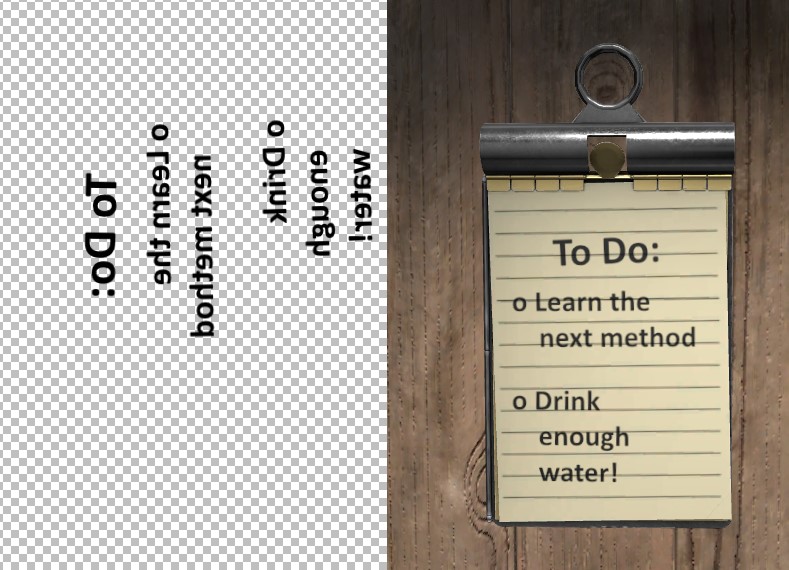 To Do:
o Learn the
next method
o Drink
enough
water!
To Do:
o Learn the
next method
o Drink
enough
water!